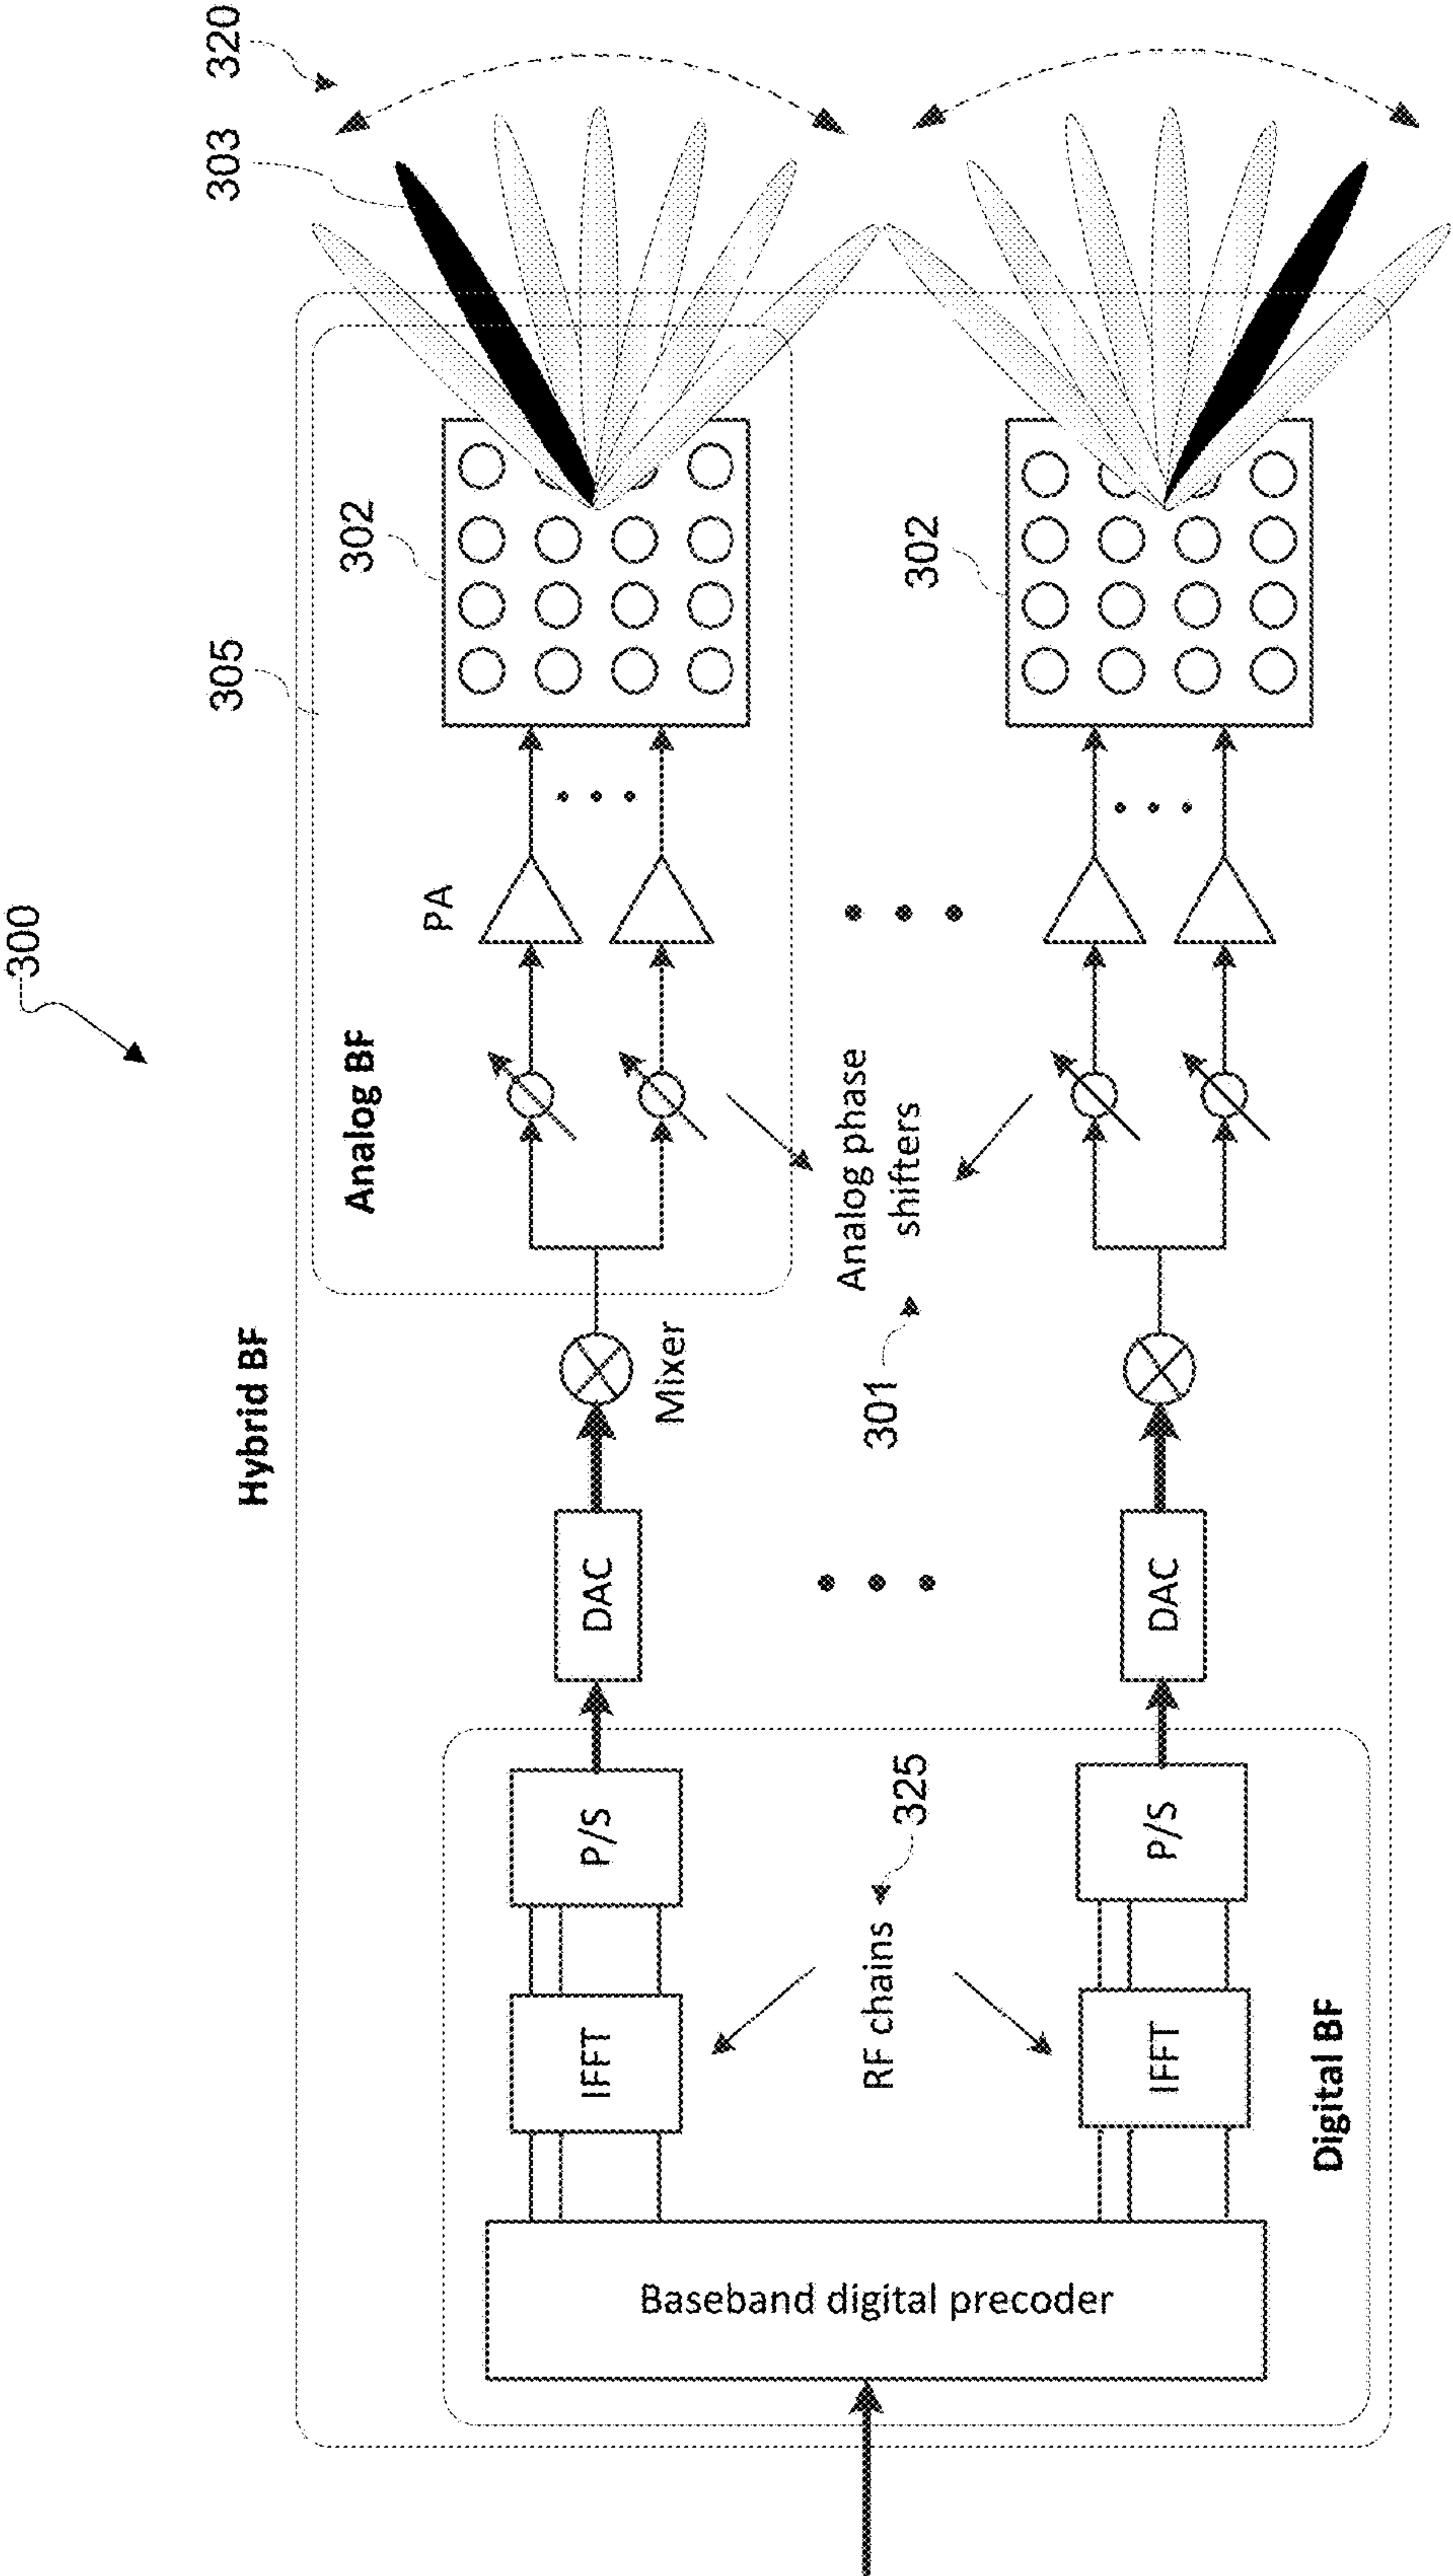 300
320
303
305
Hybrid BF
Analog BF
302
PA
Mixer
DAC
P/S
IFFT
Baseband digital precoder
RF chains
325
301
Analog phase
shifters
302
DAC
P/S
IFFT
Digital BF